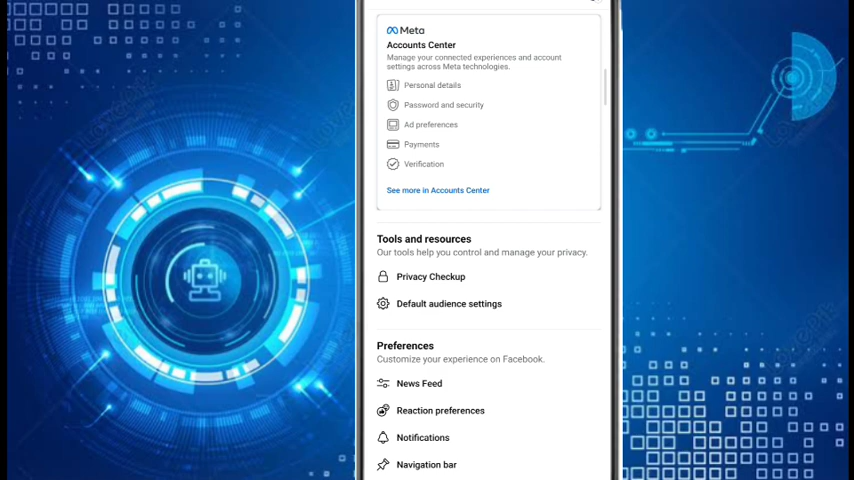 Meta
Accounts Center
Manage your connected experiences and account
settings across Meta technologies.
Personal details
Password and security
Ad preferences
Payments
Verification
See more in Accounts Center
Tools and resources
Our tools help you control and manage your privacy.
Privacy Checkup
Default audience settings
Preferences
Customize your experience on Facebook.
News Feed
Reaction preferences
Notifications
Navigation bar